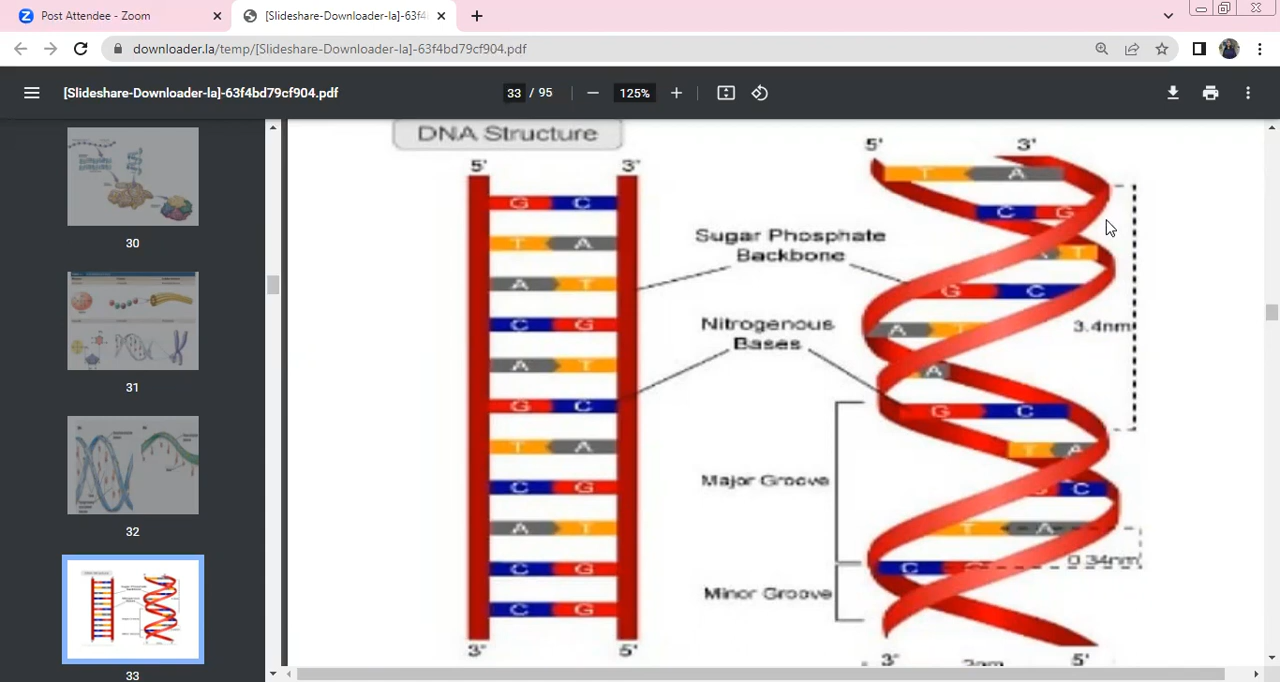 Post Attendee - Zoom
[Slideshare-Downloader-la]-63f4
downloader.la/temp/[Slideshare-Downloader-la]-63f4bd79cf904.pdf
[Slideshare-Downloader-la]-63f4bd79cf904.pdf
33 / 95
125%
30
31
32
33
DNA Structure
5'
3'
G C
T A
A T
C G
A T
G C
T A
C G
A T
C G
C G
3'
5'
Sugar Phosphate
Backbone
Nitrogenous
Bases
Major Groove
Minor Groove
5'
3'
T A
C G
T
G C
A T
A
G C
T A
C
T A
C
3.4nm
0.34nm
3'
5'